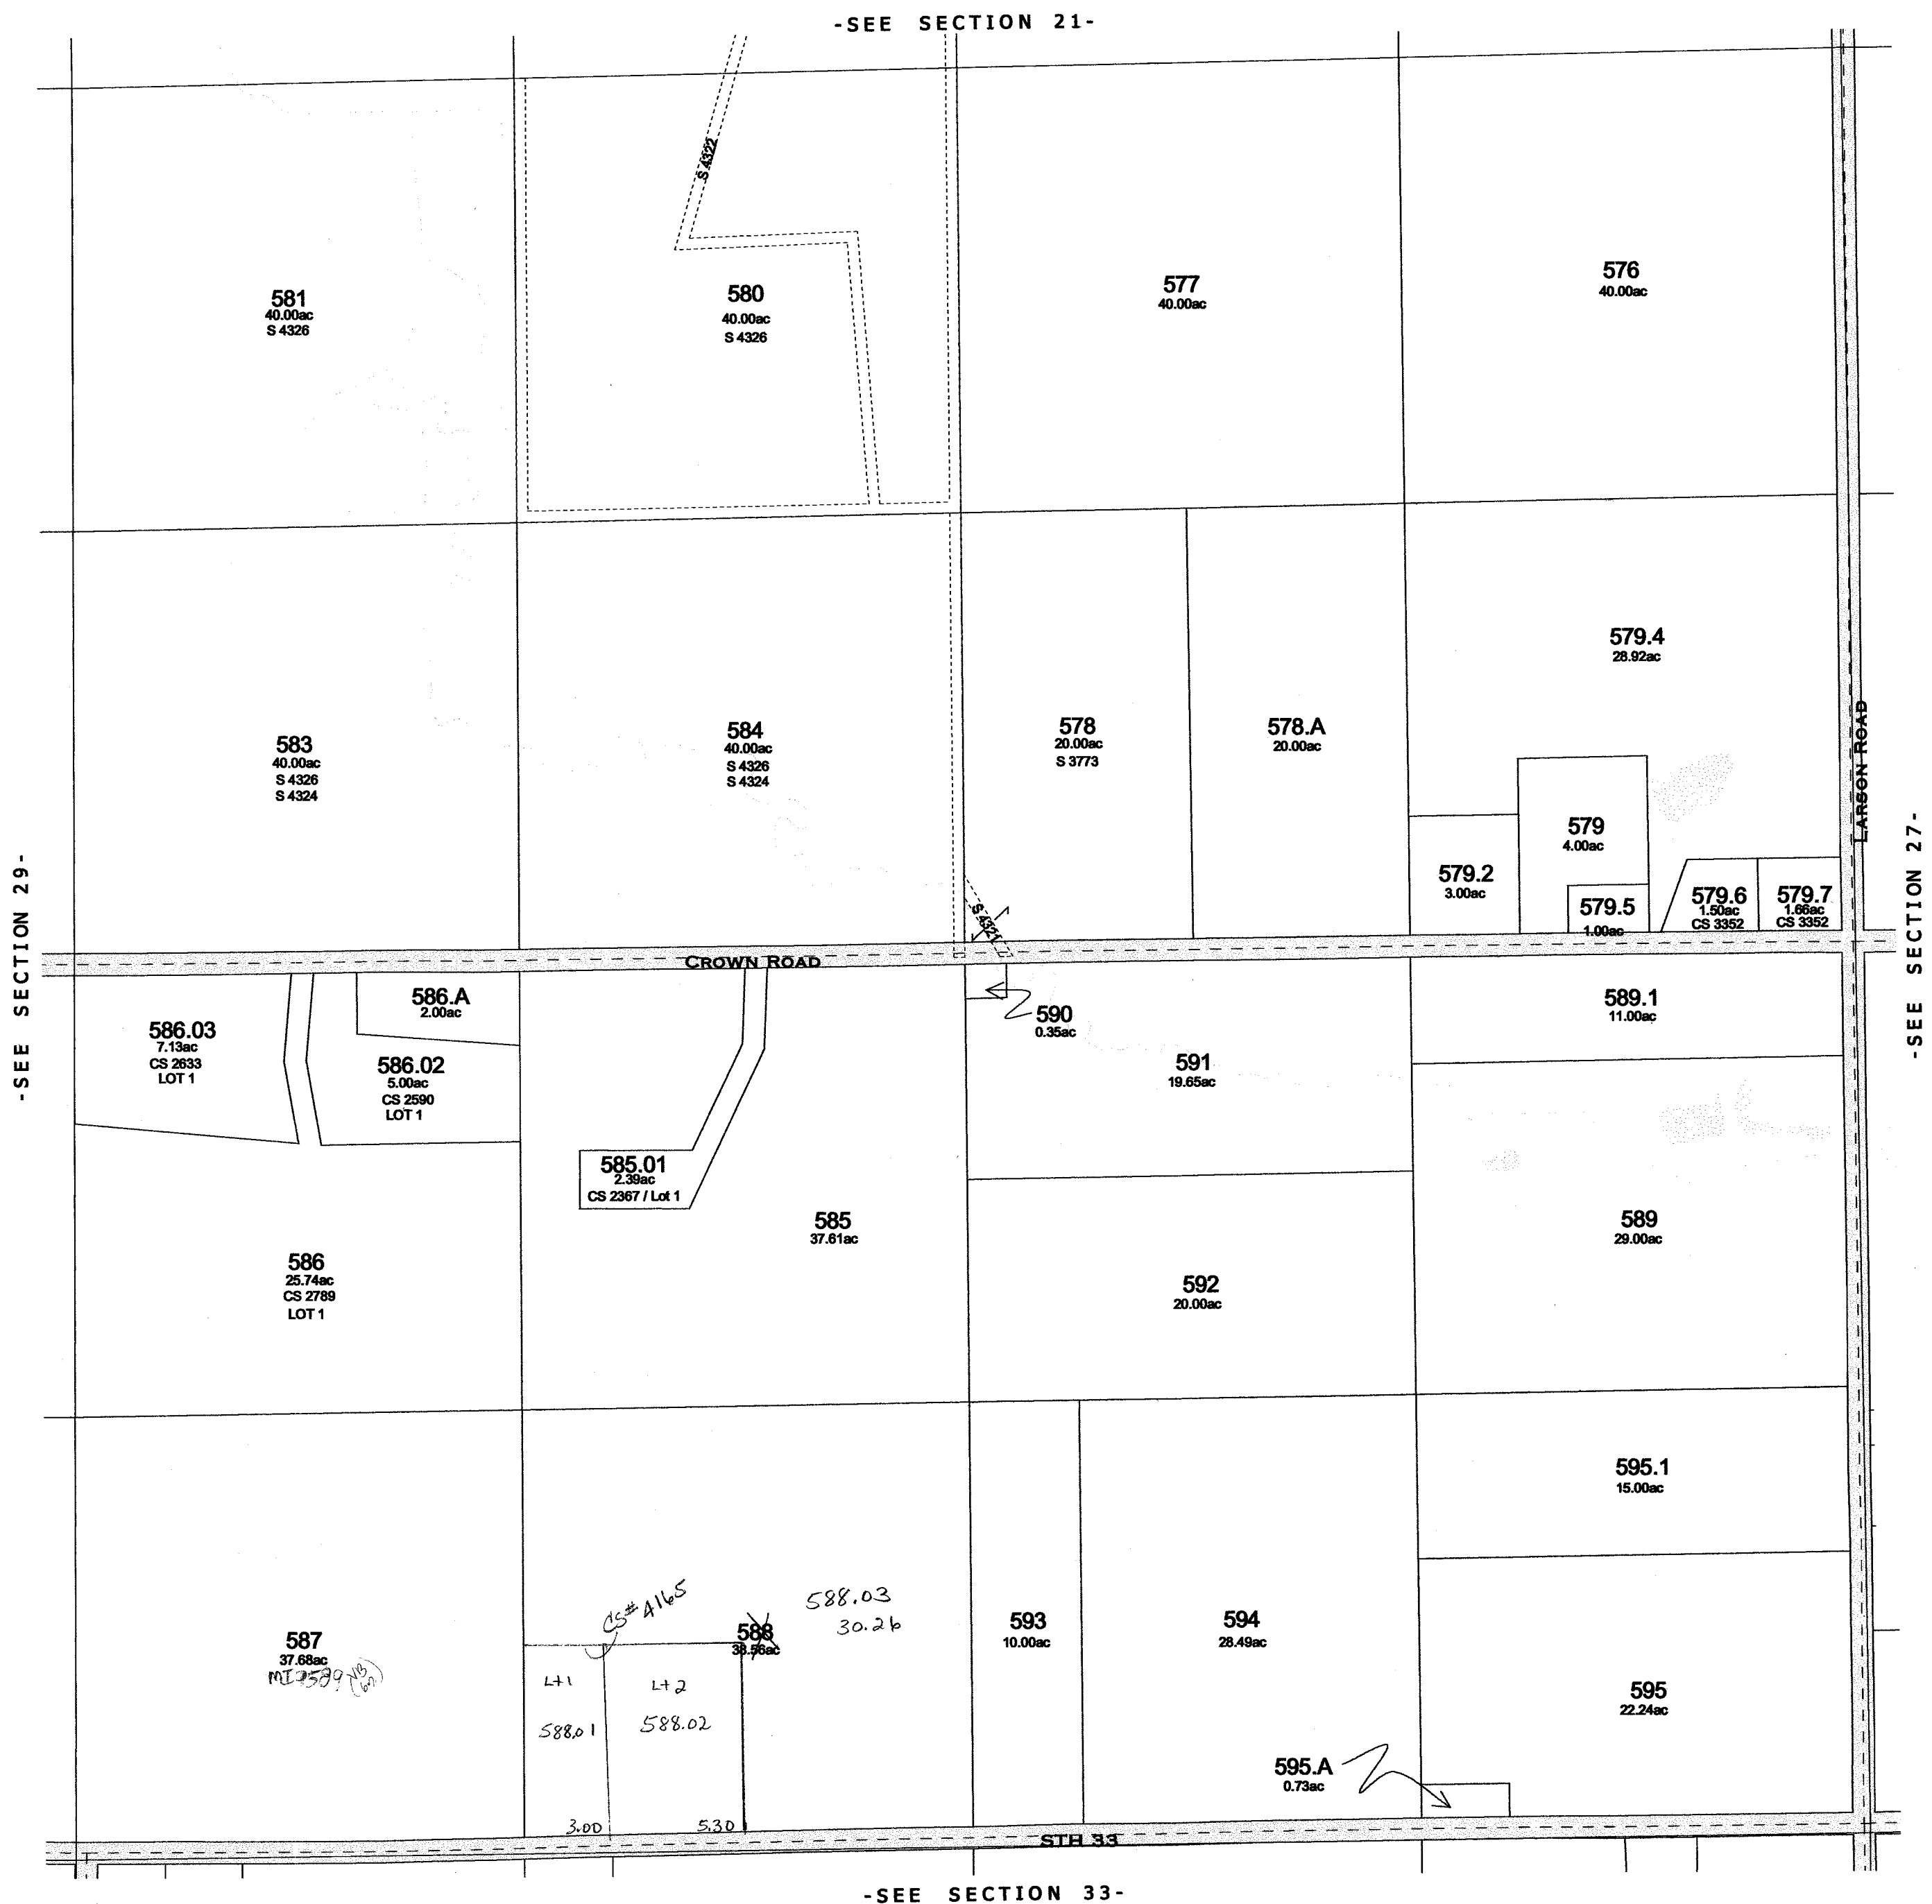 -SEE SECTION 21-
S 4322
581
40.00ac
S 4326
580
40.00ac
S 4326
577
40.00ac
576
40.00ac
583
40.00ac
S 4326
S 4324
584
40.00ac
S 4326
S 4324
578
20.00ac
S 3773
578.A
20.00ac
579.4
28.92ac
579.2
3.00ac
579
4.00ac
579.5
1.00ac
579.6
1.50ac
CS 3352
579.7
1.66ac
CS 3352
LARSON ROAD
-SEE SECTION 29-
-SEE SECTION 27-
S 4321
CROWN ROAD
586.03
7.13ac
CS 2633
LOT 1
586.A
2.00ac
586.02
5.00ac
CS 2590
LOT 1
585.01
2.39ac
CS 2367 / Lot 1
585
37.61ac
590
0.35ac
591
19.65ac
589.1
11.00ac
586
25.74ac
CS 2789
LOT 1
592
20.00ac
589
29.00ac
595.1
15.00ac
587
37.68ac
CS# 4165
588
38.56ac
588.03
30.26
Lt 1
588.01
3.00
Lt 2
588.02
5.30
593
10.00ac
594
28.49ac
595
22.24ac
595.A
0.73ac
STH 33
-SEE SECTION 33-